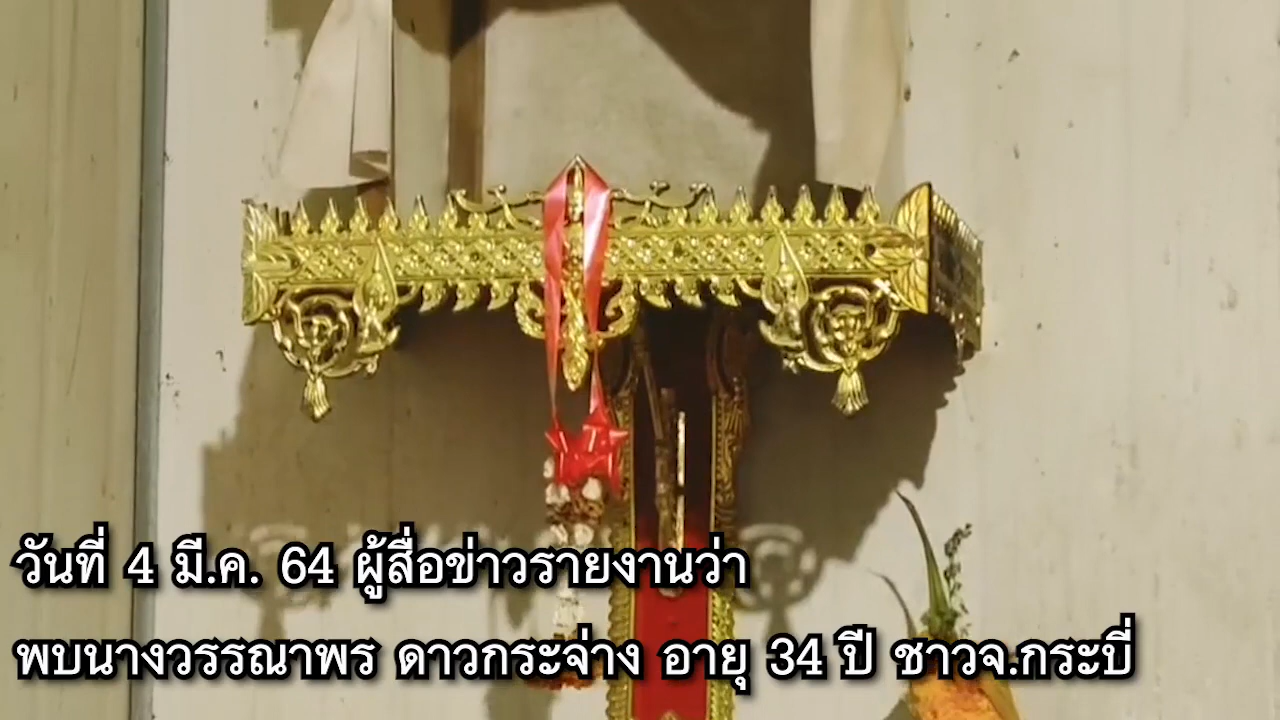 วันที่ 4 มี.ค. 64 ผู้สื่อข่าวรายงานว่า
พบนางวรรณาพร ดาวกระจ่าง อายุ 34 ปี ชาวจ.กระบี่